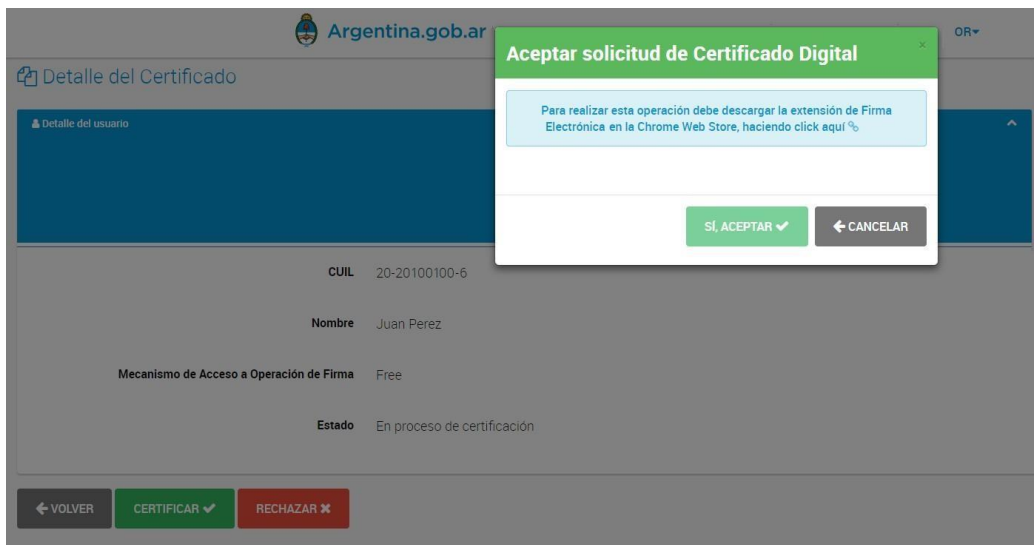 Argentina.gob.ar
OR
Detalle del Certificado
Detalle del usuario
Aceptar solicitud de Certificado Digital
×
Para realizar esta operación debe descargar la extensión de Firma
Electrónica en la Chrome Web Store, haciendo click aquí
SÍ, ACEPTAR
CANCELAR
CUIL 20-20100100-6
Nombre Juan Perez
Mecanismo de Acceso a Operación de Firma Free
Estado En proceso de certificación
VOLVER CERTIFICAR RECHAZAR